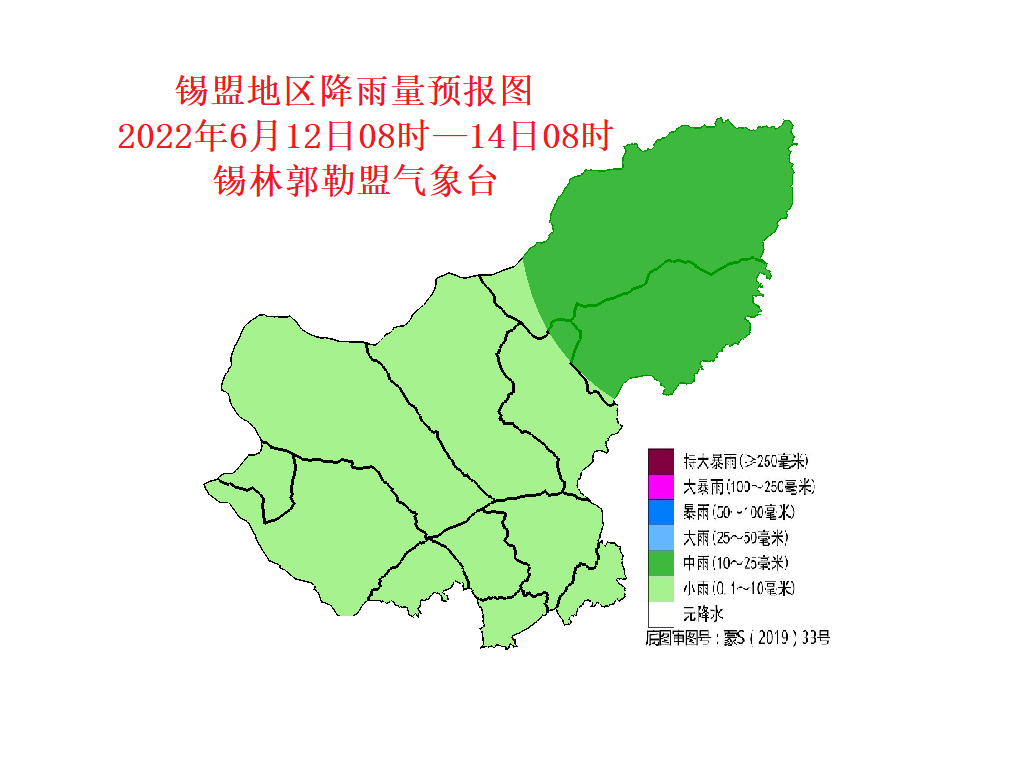 锡盟地区降雨量预报图
2022年6月12日08时—14日08时
锡林郭勒盟气象台
特大暴雨(≥250毫米)
大暴雨(100～250毫米)
暴雨(50～100毫米)
大雨(25～50毫米)
中雨(10～25毫米)
小雨(0.1～10毫米)
无降水
底图审图号：蒙S（2019）33号